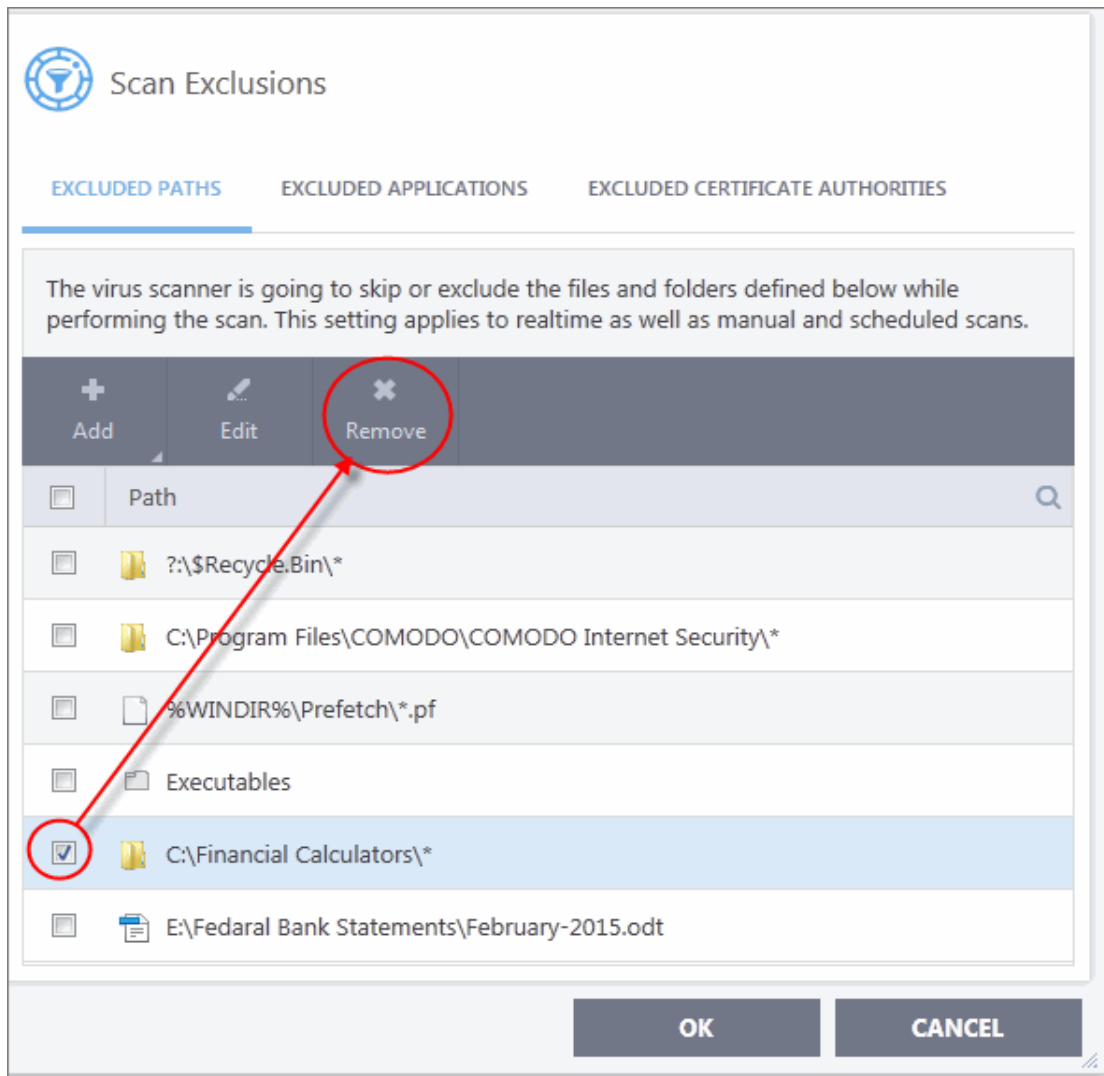 Scan Exclusions
EXCLUDED PATHS EXCLUDED APPLICATIONS EXCLUDED CERTIFICATE AUTHORITIES
The virus scanner is going to skip or exclude the files and folders defined below while
performing the scan. This setting applies to realtime as well as manual and scheduled scans.
Add Edit Remove
Path
?:\$Recycle.Bin\*
C:\Program Files\COMODO\COMODO Internet Security\*
%WINDIR%\Prefetch\*.pf
Executables
C:\Financial Calculators\*
E:\Fedaral Bank Statements\February-2015.odt
OK CANCEL